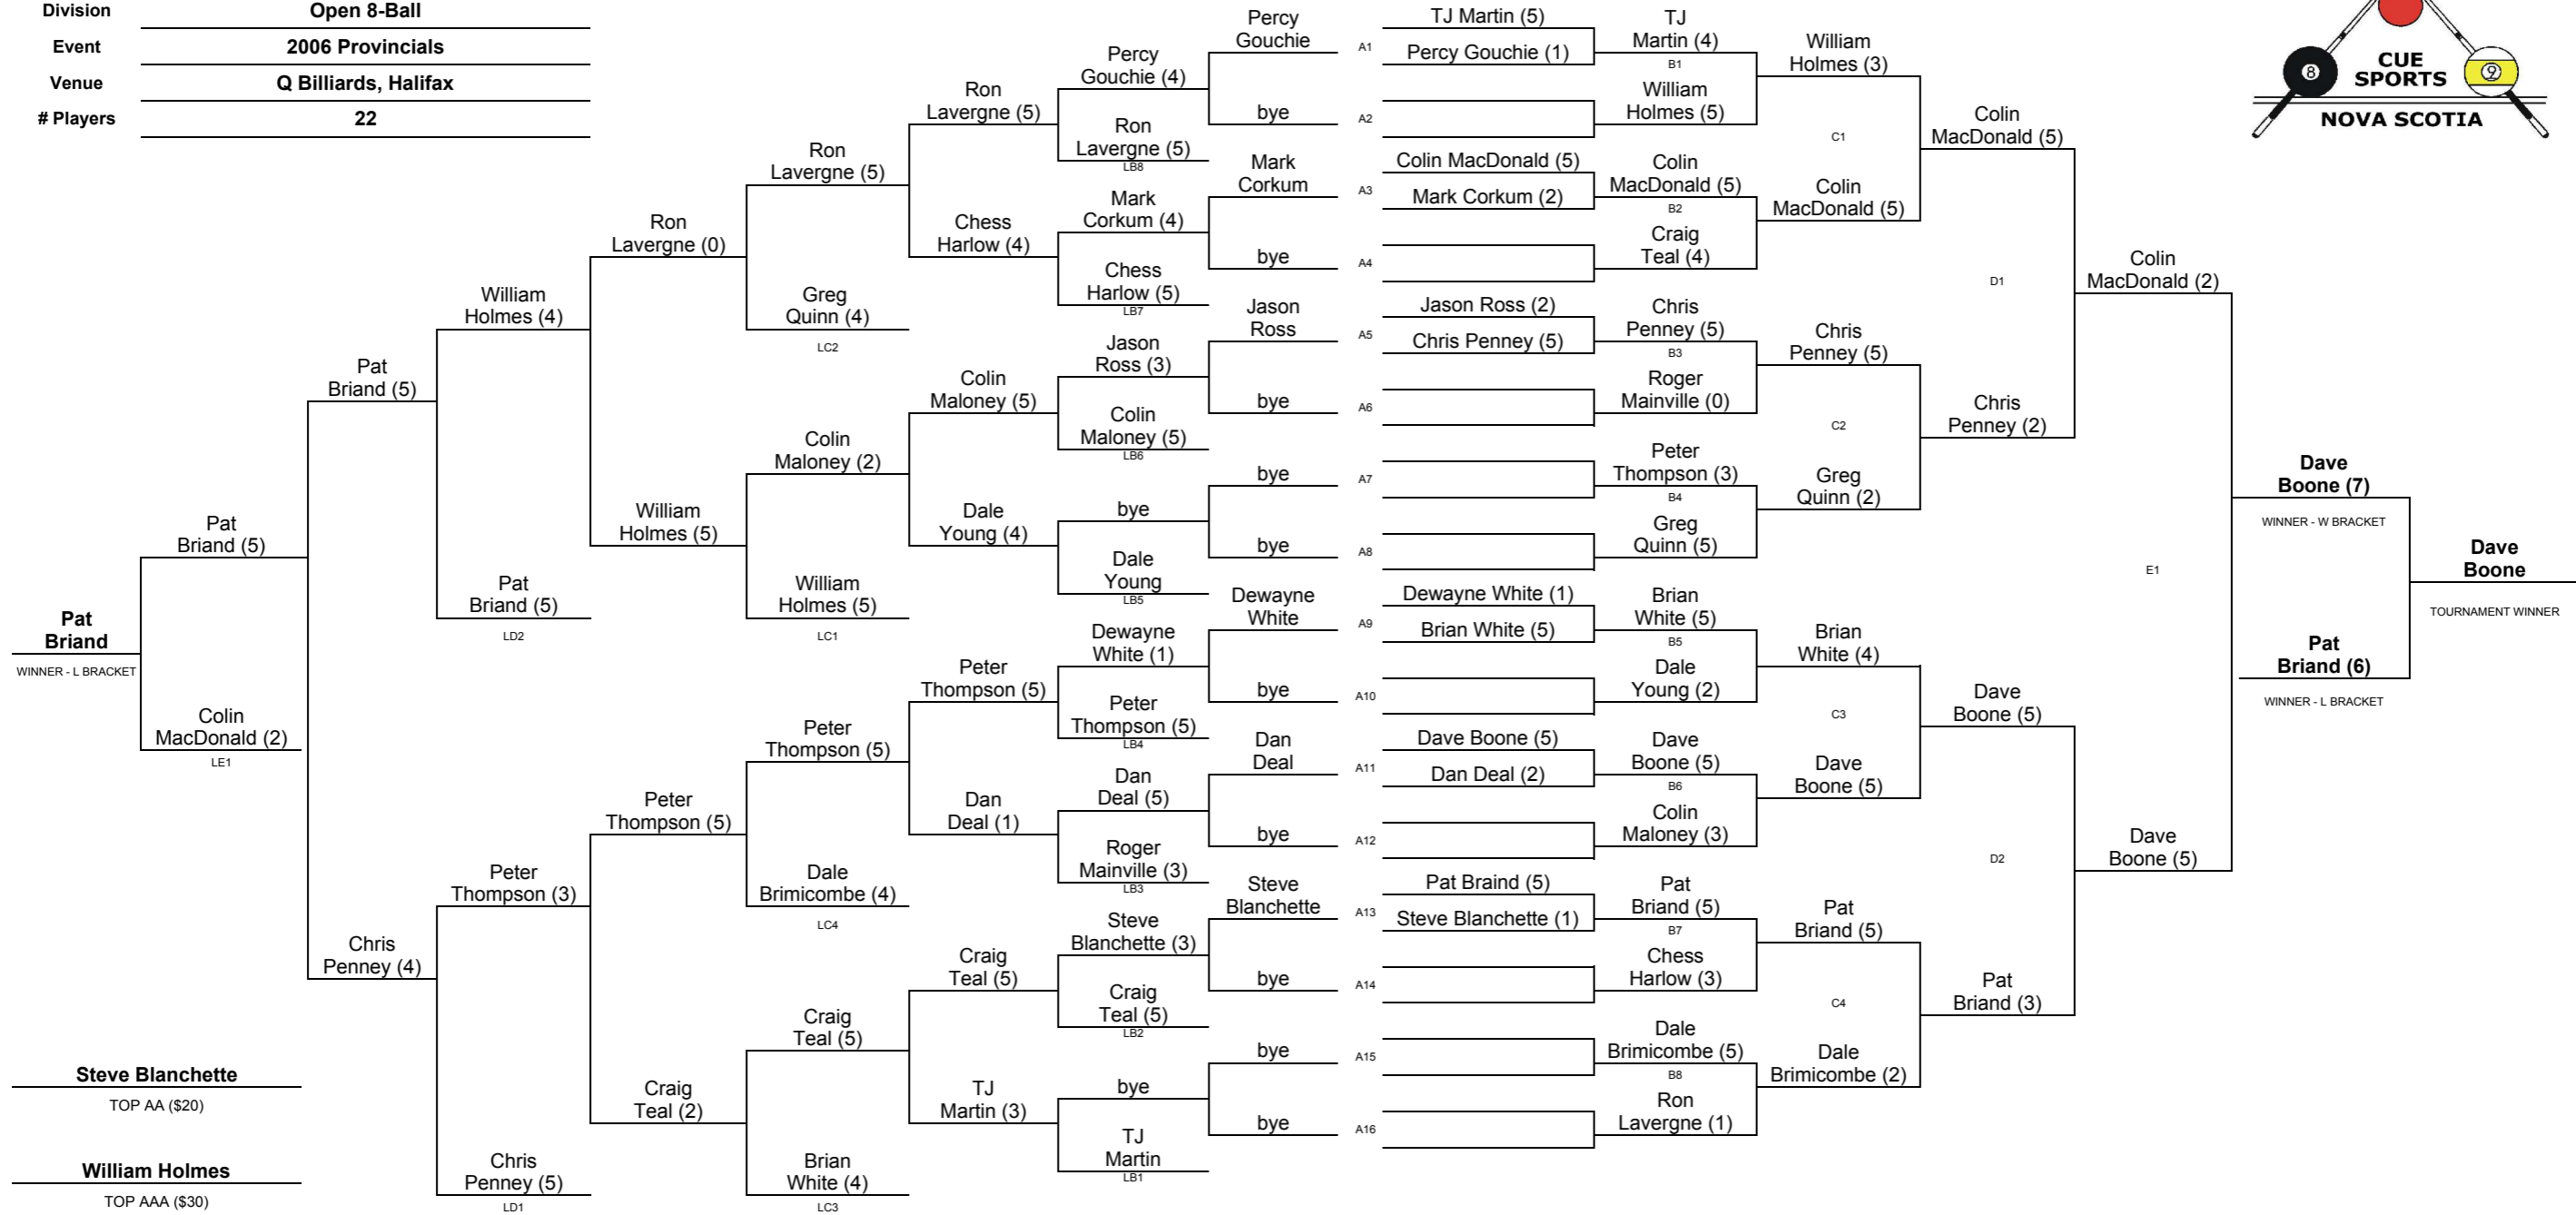 Division
Open 8-Ball
Event
2006 Provincials
Venue
Q Billiards, Halifax
# Players
22
8
9
CUE
SPORTS
NOVA SCOTIA
Pat
Briand
WINNER - L BRACKET
Pat
Briand (5)
Colin
MacDonald (2)
LE1
Pat
Briand (5)
Chris
Penney (4)
William
Holmes (4)
Pat
Briand (5)
LD2
Peter
Thompson (3)
Chris
Penney (5)
LD1
Ron
Lavergne (0)
William
Holmes (5)
Peter
Thompson (5)
Craig
Teal (2)
Ron
Lavergne (5)
Greg
Quinn (4)
LC2
Colin
Maloney (2)
William
Holmes (5)
LC1
Peter
Thompson (5)
Dale
Brimicombe (4)
LC4
Craig
Teal (5)
Brian
White (4)
LC3
Ron
Lavergne (5)
Chess
Harlow (4)
Colin
Maloney (5)
Dale
Young (4)
Peter
Thompson (5)
Dan
Deal (1)
Craig
Teal (5)
TJ
Martin (3)
Percy
Gouchie (4)
Ron
Lavergne (5)
LB8
Mark
Corkum (4)
Chess
Harlow (5)
LB7
Jason
Ross (3)
Colin
Maloney (5)
LB6
bye
Dale
Young
LB5
Dewayne
White (1)
Peter
Thompson (5)
LB4
Dan
Deal (5)
Roger
Mainville (3)
LB3
Steve
Blanchette (3)
Craig
Teal (5)
LB2
bye
TJ
Martin
LB1
Percy
Gouchie
bye
Mark
Corkum
bye
Jason
Ross
bye
bye
bye
Dewayne
White
bye
Dan
Deal
bye
Steve
Blanchette
bye
bye
bye
A1
A2
A3
A4
A5
A6
A7
A8
A9
A10
A11
A12
A13
A14
A15
A16
TJ Martin (5)
Percy Gouchie (1)
Colin MacDonald (5)
Mark Corkum (2)
Jason Ross (2)
Chris Penney (5)
Dewayne White (1)
Brian White (5)
Dave Boone (5)
Dan Deal (2)
Pat Braind (5)
Steve Blanchette (1)
TJ
Martin (4)
B1
William
Holmes (5)
Colin
MacDonald (5)
B2
Craig
Teal (4)
Chris
Penney (5)
B3
Roger
Mainville (0)
Peter
Thompson (3)
B4
Greg
Quinn (5)
Brian
White (5)
B5
Dale
Young (2)
Dave
Boone (5)
B6
Colin
Maloney (3)
Pat
Briand (5)
B7
Chess
Harlow (3)
Dale
Brimicombe (5)
B8
Ron
Lavergne (1)
William
Holmes (3)
C1
Colin
MacDonald (5)
Chris
Penney (5)
C2
Greg
Quinn (2)
Brian
White (4)
C3
Dave
Boone (5)
Pat
Briand (5)
C4
Dale
Brimicombe (2)
Colin
MacDonald (5)
D1
Chris
Penney (2)
Dave
Boone (5)
D2
Pat
Briand (3)
Colin
MacDonald (2)
E1
Dave
Boone (5)
Dave
Boone (7)
WINNER - W BRACKET
Pat
Briand (6)
WINNER - L BRACKET
Dave
Boone
TOURNAMENT WINNER
Steve Blanchette
TOP AA ($20)
William Holmes
TOP AAA ($30)